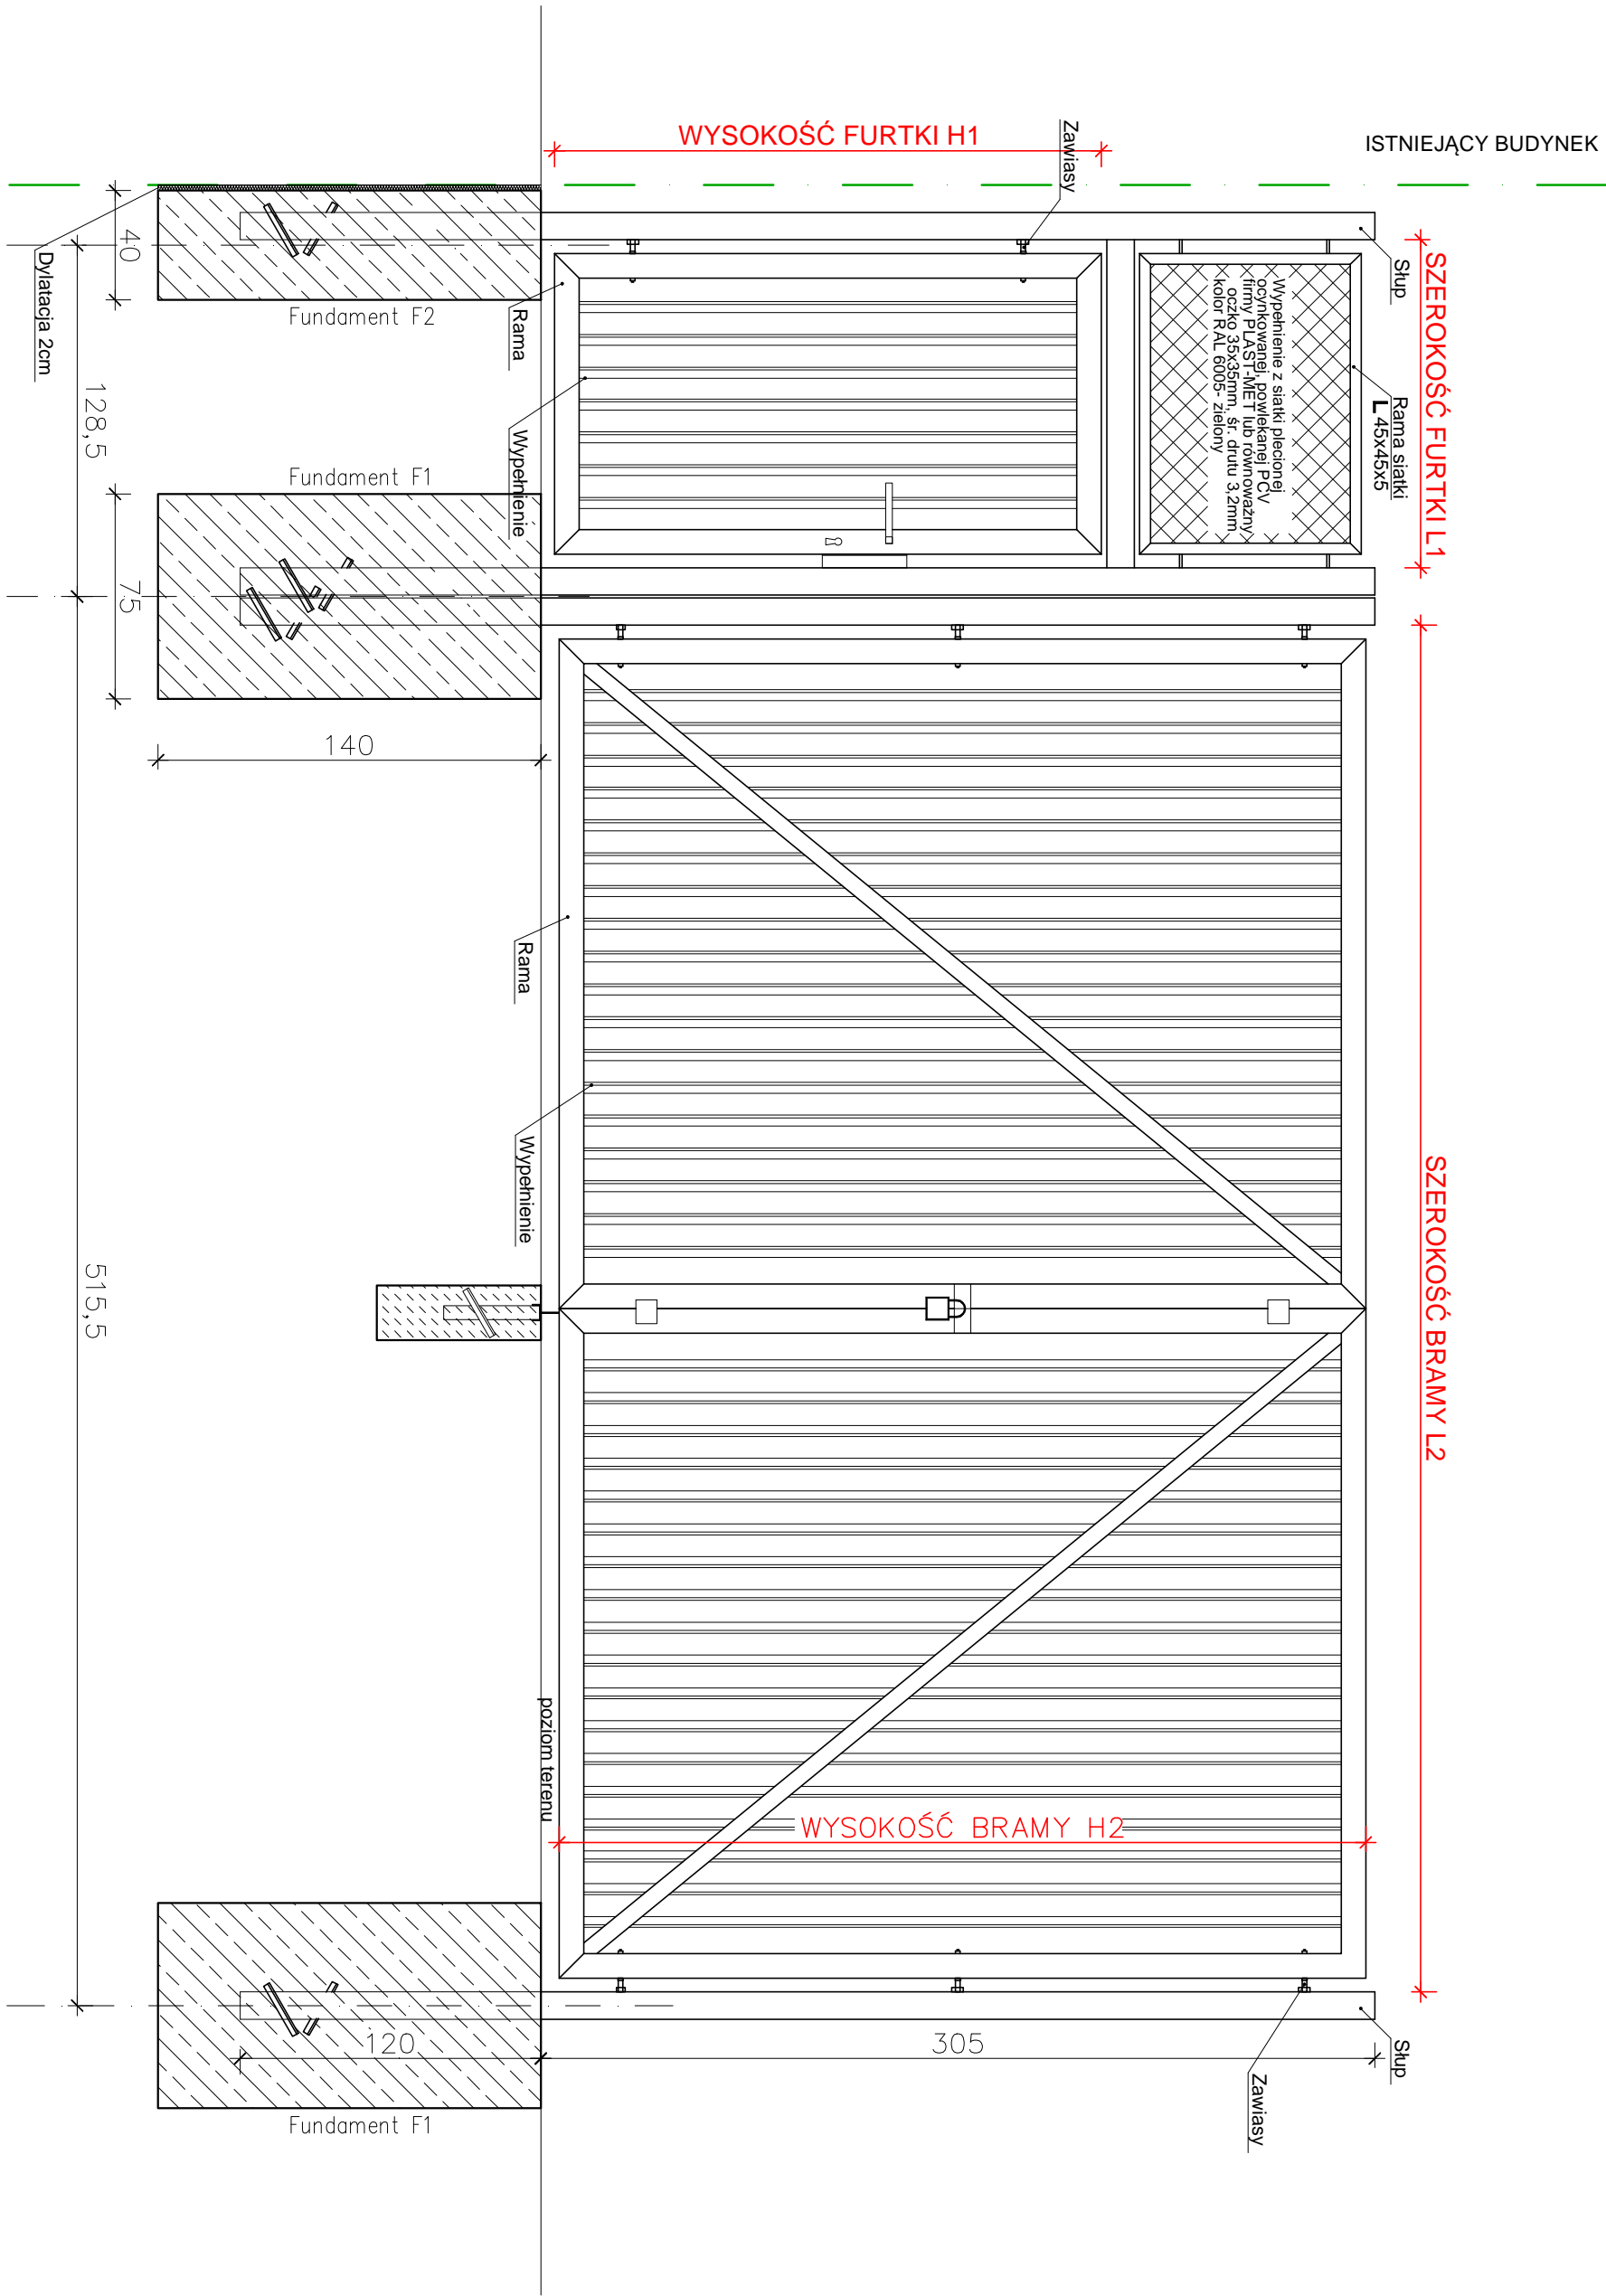 ISTNIEJĄCY BUDYNEK
WYSOKOŚĆ FURTKI H1
Zawiasy
Słup
SZEROKOŚĆ FURTKI L1
Rama siatki
L 45x45x5
Wypełnienie z siatki plecionej
ocynkowanej, powlekanej PCV
firmy PLAST-MET lub równoważny
oczko 35x35mm, śr. drutu 3,2mm
kolor RAL 6005- zielony
40
Dylatacja 2cm
Fundament F2
Rama
128,5
Wypełnienie
Fundament F1
75
140
Rama
Wypełnienie
SZEROKOŚĆ BRAMY L2
515,5
poziom terenu
WYSOKOŚĆ BRAMY H2
120
305
Słup
Zawiasy
Fundament F1